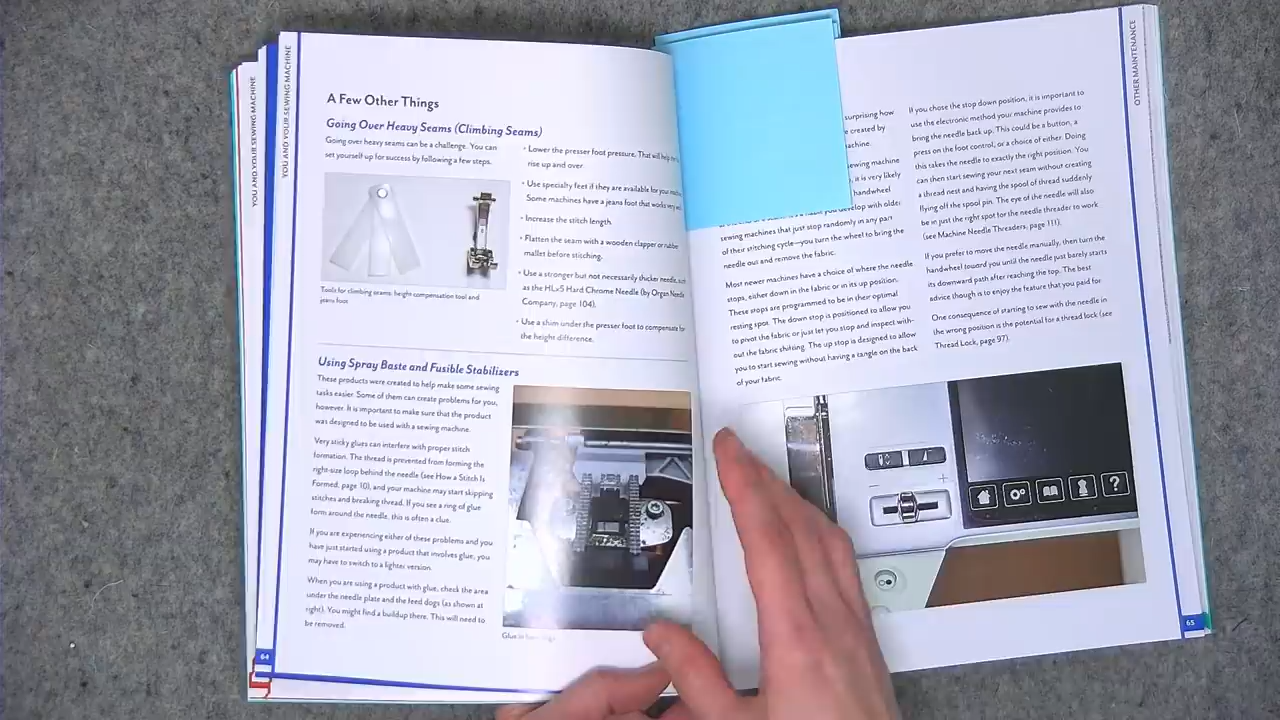 YOU AND YOUR SEWING MACHINE
YOU AND YOUR SEWING MACHINE
A Few Other Things
Going Over Heavy Seams (Climbing Seams)
Going over heavy seams can be a challenge. You can
set yourself up for success by following a few steps.
Tools for climbing seams: height compensation tool and
jeans foot
• Lower the presser foot pressure. That will help
rise up and over.
• Use specialty feet if they are available for your
Some machines have a jeans foot that works very
• Increase the stitch length.
• Flatten the seam with a wooden clapper or rubber
mallet before stitching.
• Use a stronger but not necessarily thicker needle, such
as the HLx5 Hard Chrome Needle (by Organ Needle
Company, page 104).
• Use a shim under the presser foot to compensate for
the height difference.
Using Spray Baste and Fusible Stabilizers
These products were created to help make some sewing
tasks easier. Some of them can create problems for you,
however. It is important to make sure that the product
was designed to be used with a sewing machine.
Very sticky glues can interfere with proper stitch
formation. The thread is prevented from forming the
right-size loop behind the needle (see How a Stitch Is
Formed, page 10), and your machine may start skipping
stitches and breaking thread. If you see a ring of glue
form around the needle, this is often a clue.
If you are experiencing either of these problems and you
have just started using a product that involves glue, you
may have to switch to a lighter version.
When you are using a product with glue, check the area
under the needle plate and the feed dogs (as shown at
right). You might find a buildup there. This will need to
be removed.
Glue in
64
surprising how
created by
achine.
sewing machine
, it is very likely
handwheel
you develop with older
sewing machines that just stop randomly in any part
of their stitching cycle—you turn the wheel to bring the
needle out and remove the fabric.
Most newer machines have a choice of where the needle
stops, either down in the fabric or in its up position.
These stops are programmed to be in their optimal
resting spot. The down stop is positioned to allow you
to pivot the fabric or just let you stop and inspect with-
out the fabric shifting. The up stop is designed to allow
you to start sewing without having a tangle on the back
of your fabric.
If you chose the stop down position, it is important to
use the electronic method your machine provides to
bring the needle back up. This could be a button, a
press on the foot control, or a choice of either. Doing
this takes the needle to exactly the right position. You
can then start sewing your next seam without creating
a thread nest and having the spool of thread suddenly
flying off the spool pin. The eye of the needle will also
be in just the right spot for the needle threader to work
(see Machine Needle Threaders, page 111).
If you prefer to move the needle manually, then turn the
handwheel toward you until the needle just barely starts
its downward path after reaching the top. The best
advice though is to enjoy the feature that you paid for.
One consequence of starting to sew with the needle in
the wrong position is the potential for a thread lock (see
Thread Lock, page 97).
− +
?
OTHER MAINTENANCE
65